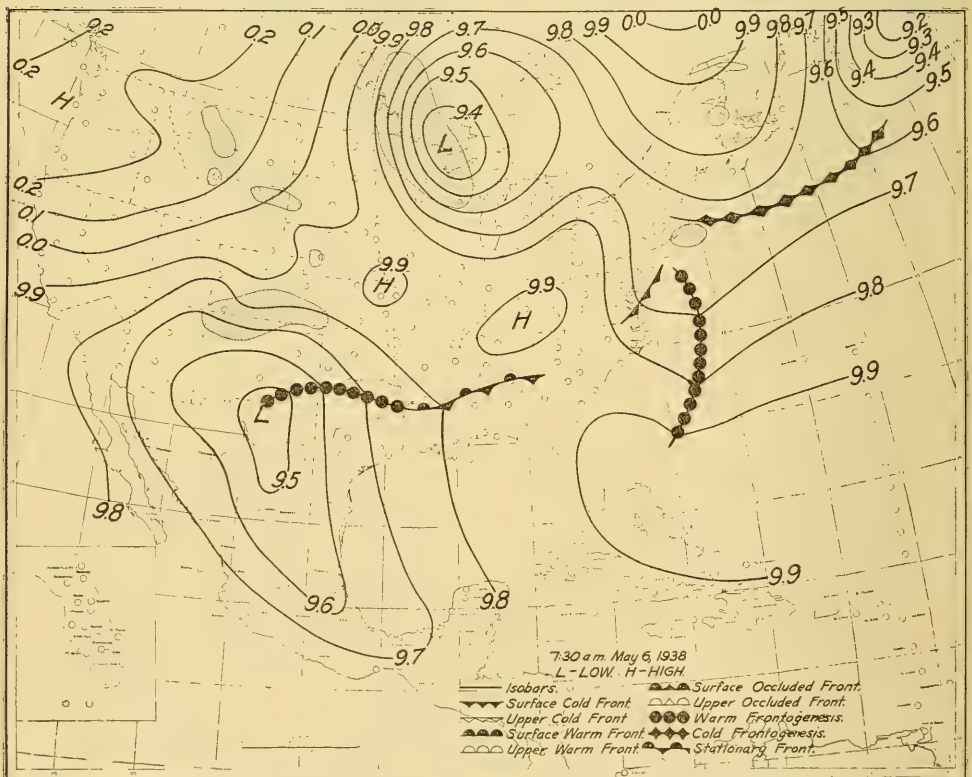 0.2 0.2 0.1 0.0 9.9 9.8 9.7 9.8 9.9 0.0 0.0 9.9 9.8 9.7 9.5 9.3 9.2
9.3
9.6 9.4
0.2 9.5 9.6 9.4 9.5
H 9.4
L 9.6
0.2 9.7
0.1
0.0
9.9 9.9 9.9 9.8
H H
9.9
L
9.5
9.8
9.9
9.6 9.8
9.7
7:30 a.m. May 6, 1938
L-LOW. H-HIGH.
Isobars. Surface Occluded Front.
Surface Cold Front. Upper Occluded Front.
Upper Cold Front Warm Frontogenesis.
Surface Warm Front. Cold Frontogenesis.
Upper Warm Front. Stationary Front.